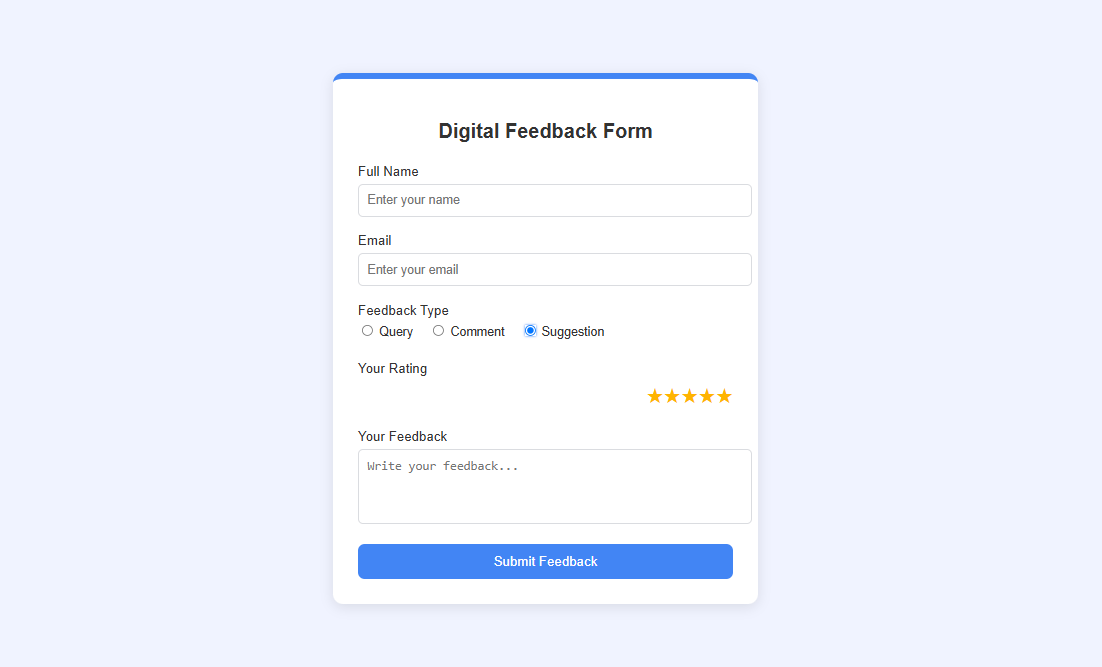 Digital Feedback Form
Full Name
Enter your name
Email
Enter your email
Feedback Type
Query Comment Suggestion
Your Rating
★★★★★
Your Feedback
Write your feedback...
Submit Feedback